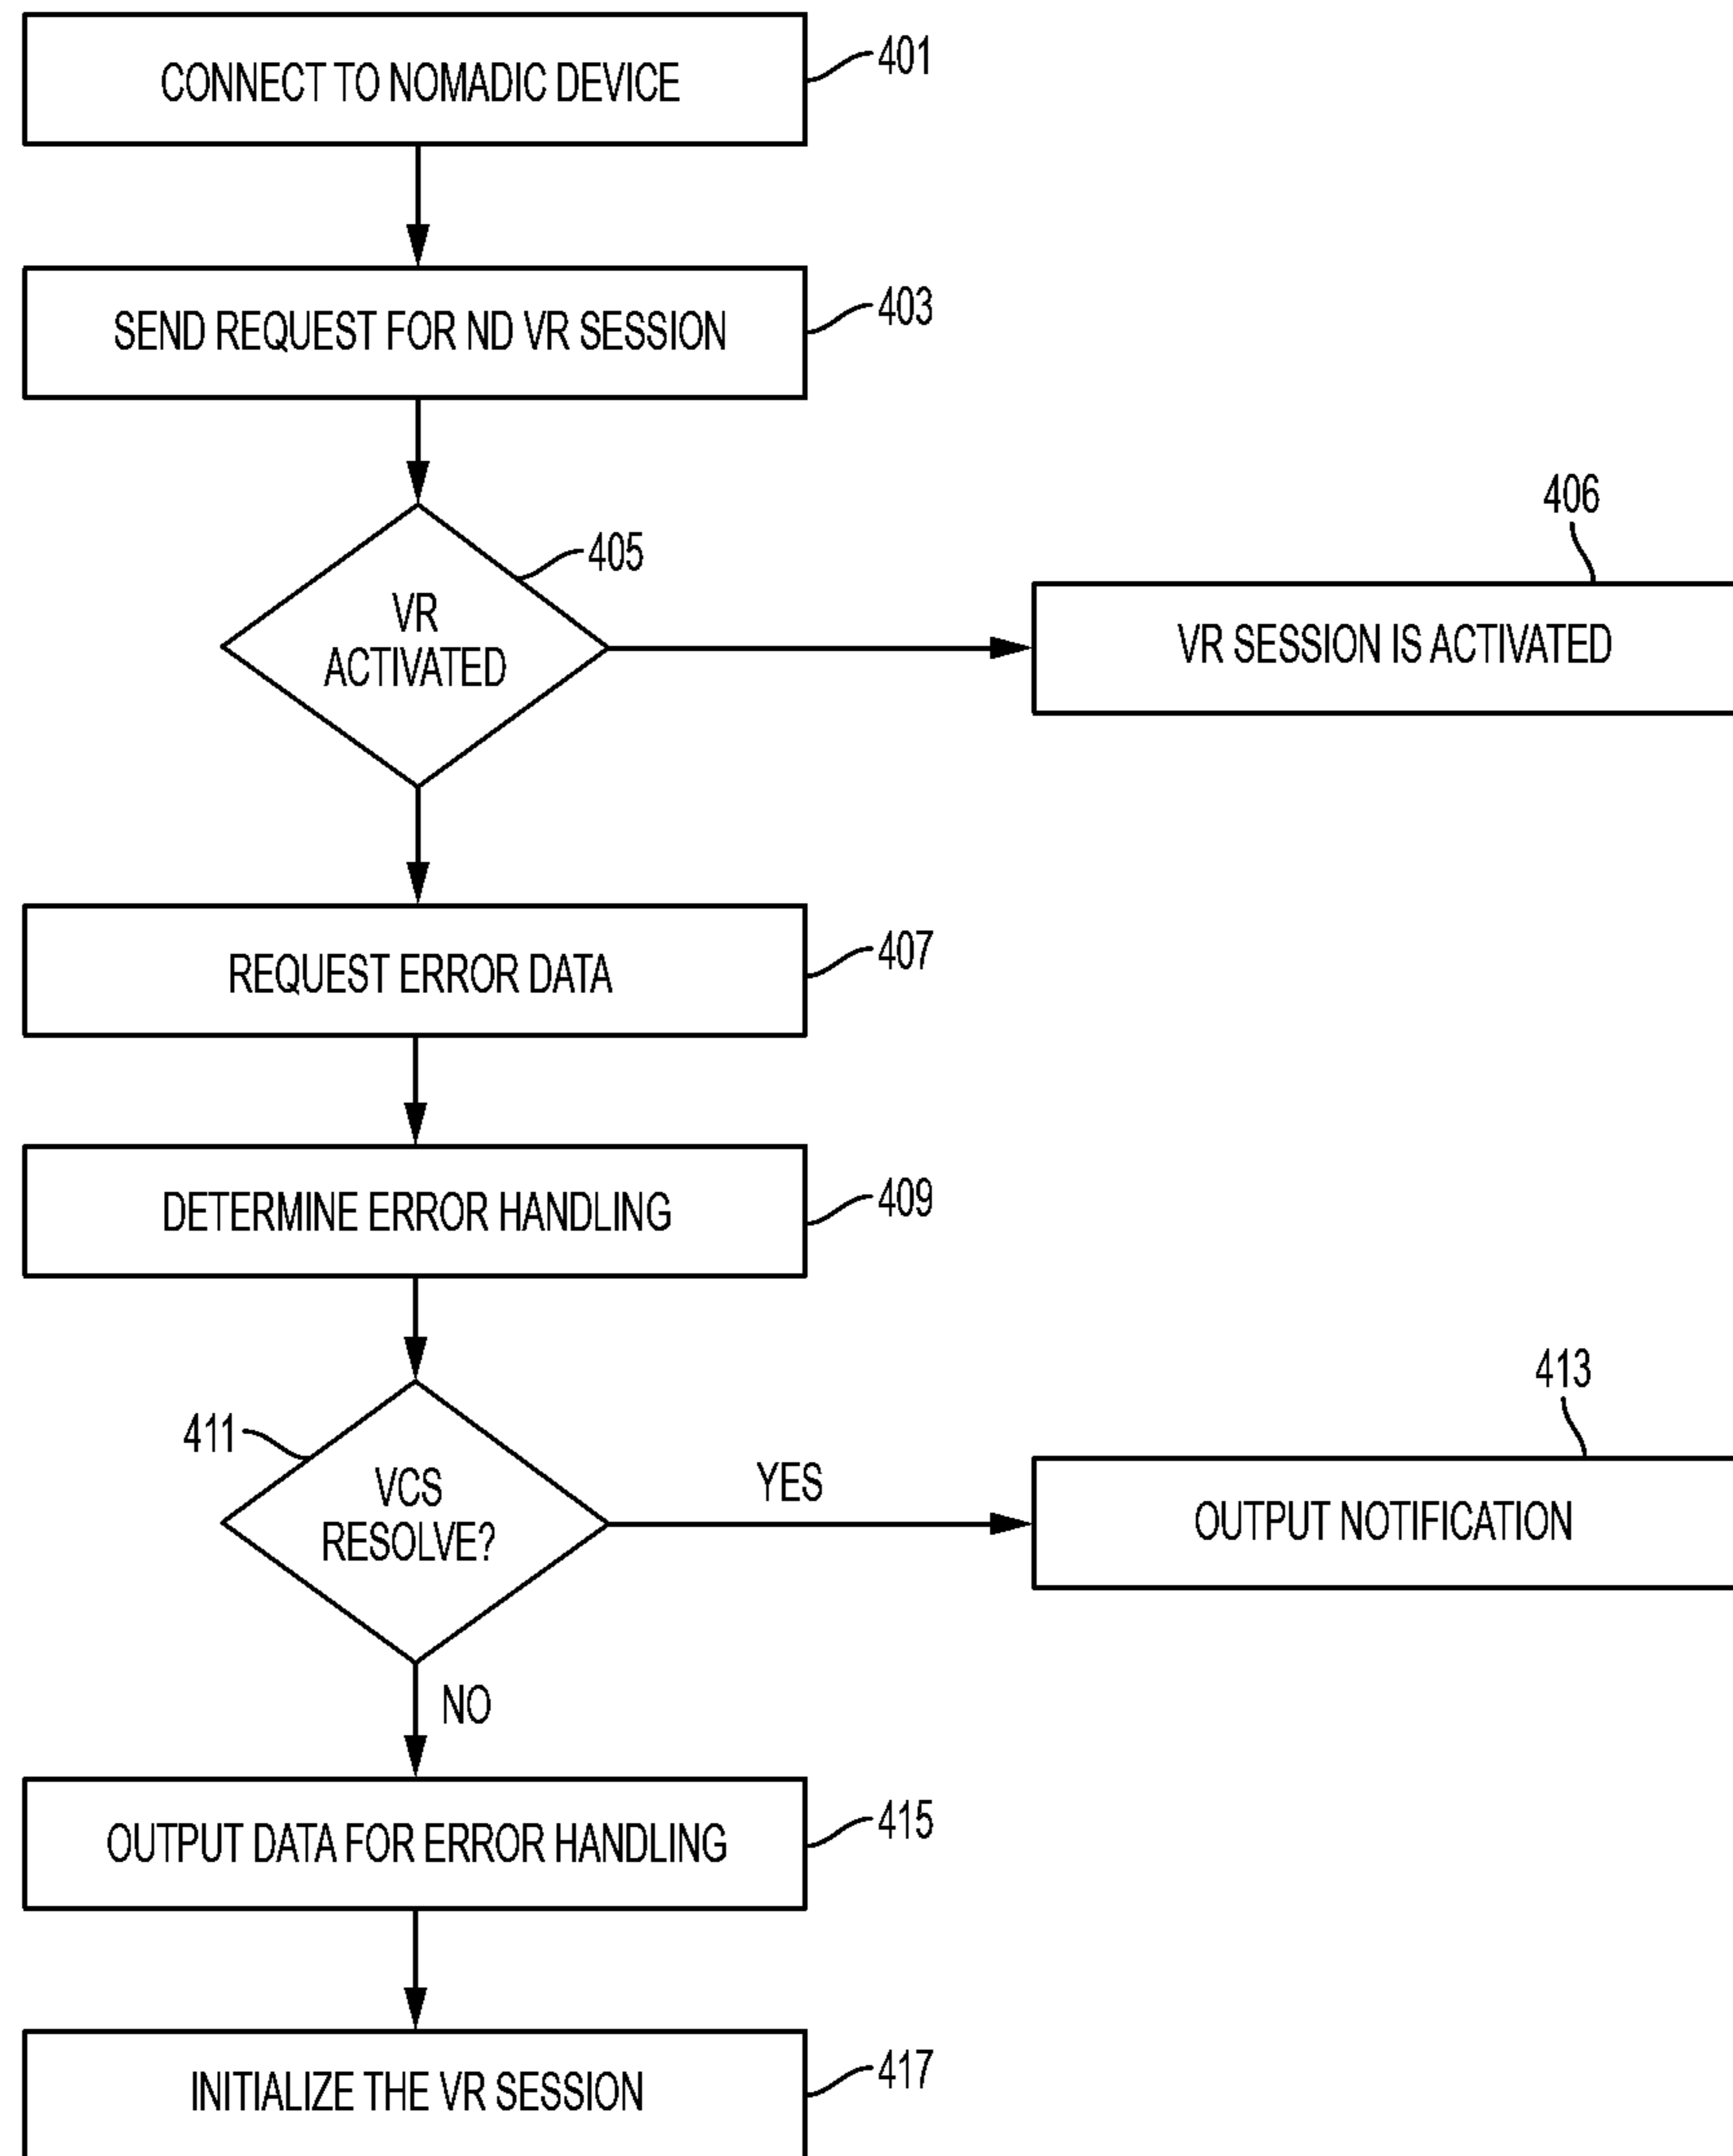 CONNECT TO NOMADIC DEVICE
401
SEND REQUEST FOR ND VR SESSION
403
405
VR
ACTIVATED
406
VR SESSION IS ACTIVATED
REQUEST ERROR DATA
407
DETERMINE ERROR HANDLING
409
411
VCS
RESOLVE?
YES
413
OUTPUT NOTIFICATION
NO
OUTPUT DATA FOR ERROR HANDLING
415
INITIALIZE THE VR SESSION
417